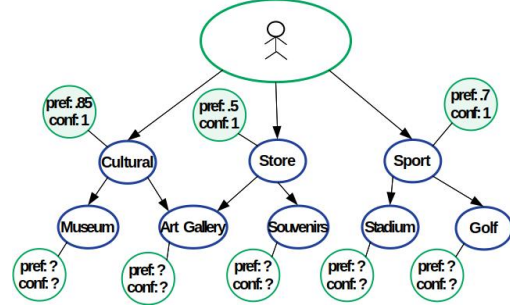 pref: .85
conf: 1
pref: .5
conf: 1
pref: .7
conf: 1
Cultural
Store
Sport
Museum
Art Gallery
Souvenirs
Stadium
Golf
pref: ?
conf: ?
pref: ?
conf: ?
pref: ?
conf: ?
pref: ?
conf: ?
pref: ?
conf: ?